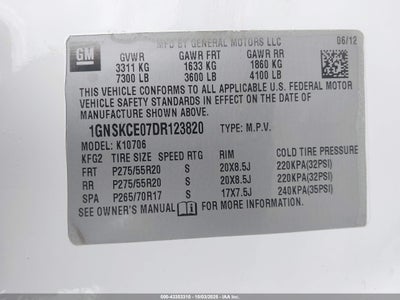 GM
MFD BY GENERAL MOTORS LLC 06/12
GVWR GAWR FRT GAWR RR
3311 KG 1633 KG 1860 KG
7300 LB 3600 LB 4100 LB
THIS VEHICLE CONFORMS TO ALL APPLICABLE U.S. FEDERAL MOTOR
VEHICLE SAFETY STANDARDS IN EFFECT ON THE DATE OF
MANUFACTURE SHOWN ABOVE.
1GNSKCE07DR123820 TYPE: M.P.V.
MODEL: K10706
KFG2 TIRE SIZE SPEED RIM COLD TIRE PRESSURE
FRT P275/55R20 S 20X8.5J 220KPA(32PSI)
RR P275/55R20 S 20X8.5J 220KPA(32PSI)
SPA P265/70R17 S 17X7.5J 240KPA(35PSI)
SEE OWNER'S MANUAL FOR MORE INFORMATION.